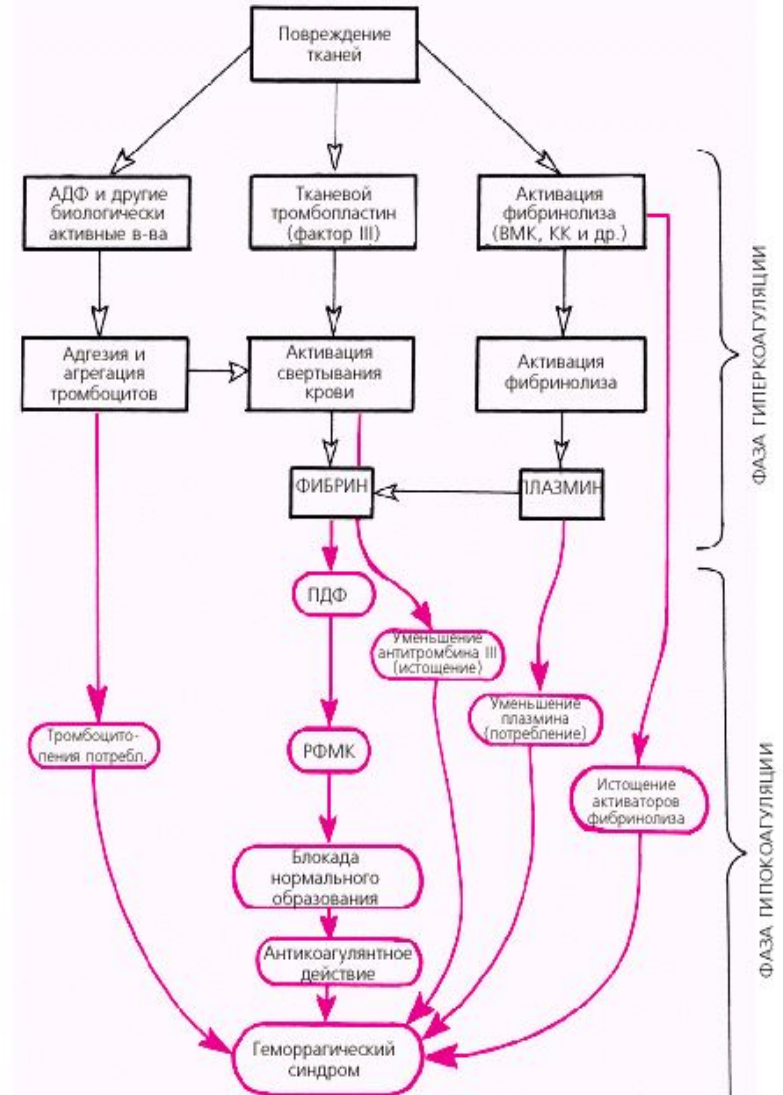 Повреждение
тканей
АДФ и другие
биологически
активные в-ва
Тканевой
тромбопластин
(фактор III)
Активация
фибринолиза
(ВМК, КК и др.)
Адгезия и
агрегация
тромбоцитов
Активация
свертывания
крови
Активация
фибринолиза
ФИБРИН
ПЛАЗМИН
ФАЗА ГИПЕРКОАГУЛЯЦИИ
ПДФ
Уменьшение
антитромбина III
(истощение)
Уменьшение
плазмина
(потребление)
Тромбоцито-
пения потребл.
РФМК
Истощение
активаторов
фибринолиза
Блокада
нормального
образования
Антикоагулянтное
действие
Геморрагический
синдром
ФАЗА ГИПОКОАГУЛЯЦИИ